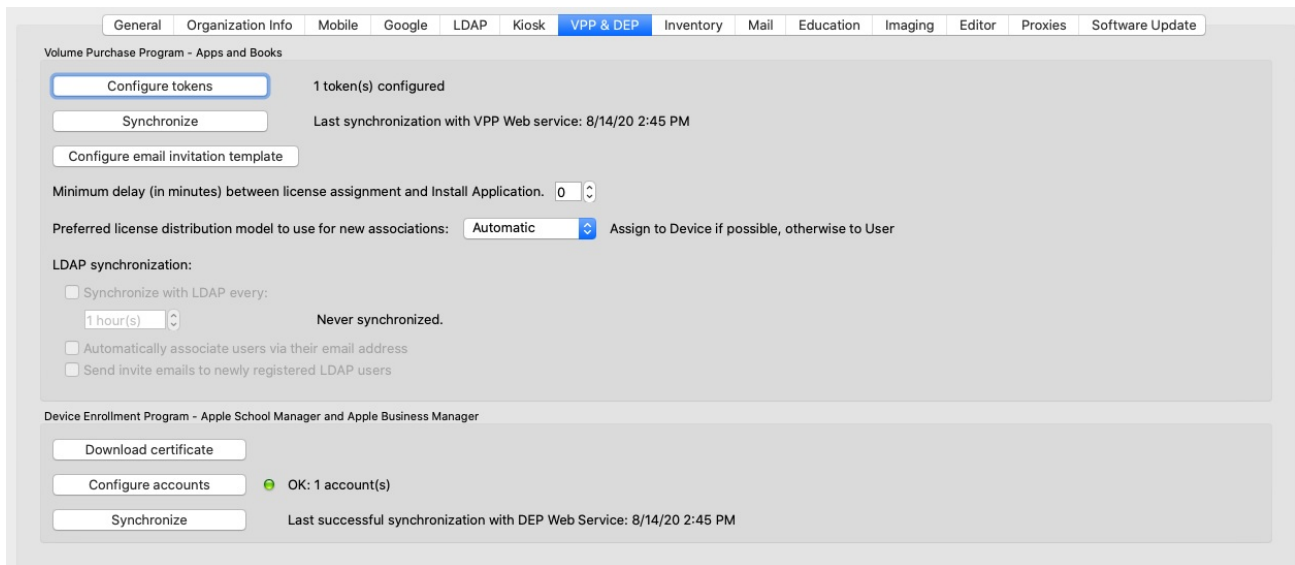 General Organization Info Mobile Google LDAP Kiosk VPP & DEP Inventory Mail Education Imaging Editor Proxies Software Update
Volume Purchase Program - Apps and Books
Configure tokens 1 token(s) configured
Synchronize Last synchronization with VPP Web service: 8/14/20 2:45 PM
Configure email invitation template
Minimum delay (in minutes) between license assignment and Install Application. 0
Preferred license distribution model to use for new associations: Automatic Assign to Device if possible, otherwise to User
LDAP synchronization:
Synchronize with LDAP every:
1 hour(s) Never synchronized.
Automatically associate users via their email address
Send invite emails to newly registered LDAP users
Device Enrollment Program - Apple School Manager and Apple Business Manager
Download certificate
Configure accounts OK: 1 account(s)
Synchronize Last successful synchronization with DEP Web Service: 8/14/20 2:45 PM